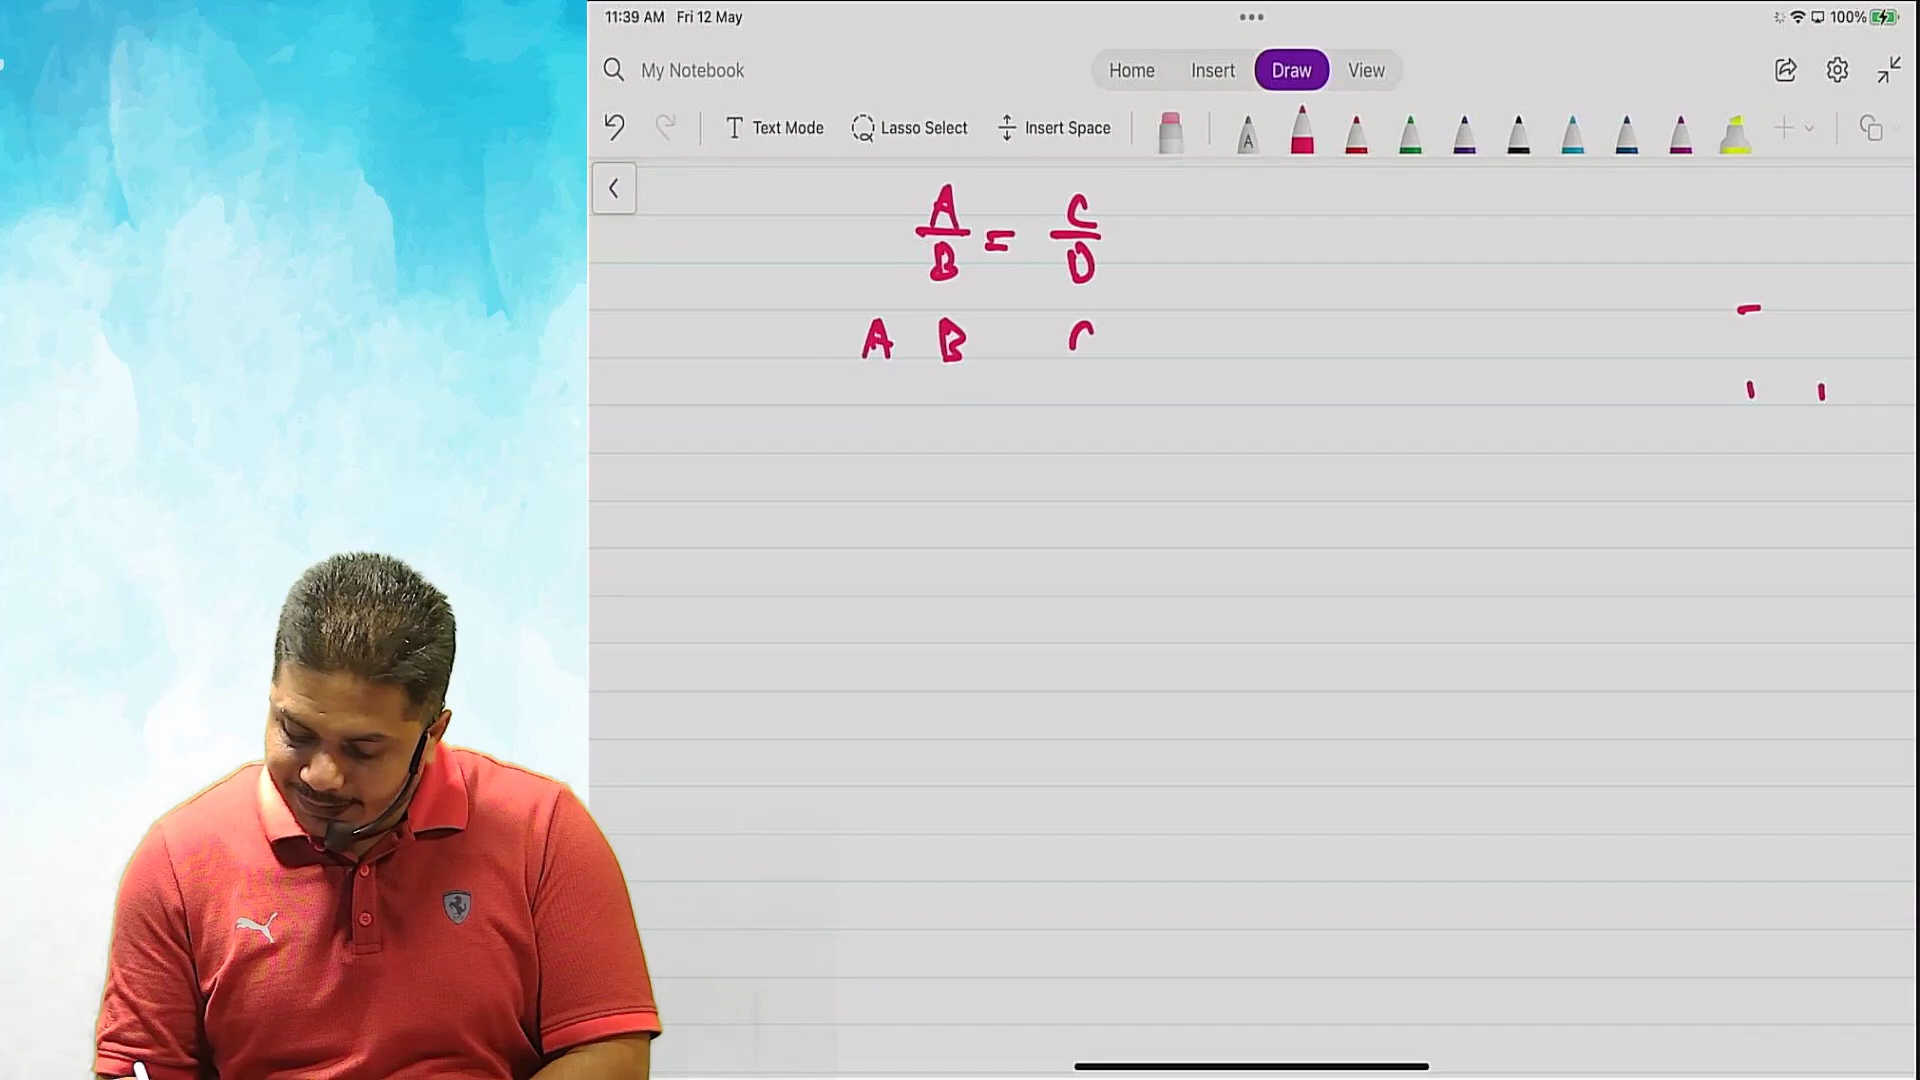 11:39 AM Fri 12 May 100%
My Notebook Home Insert Draw View
Text Mode Lasso Select Insert Space A
A/B = C/D
A B C